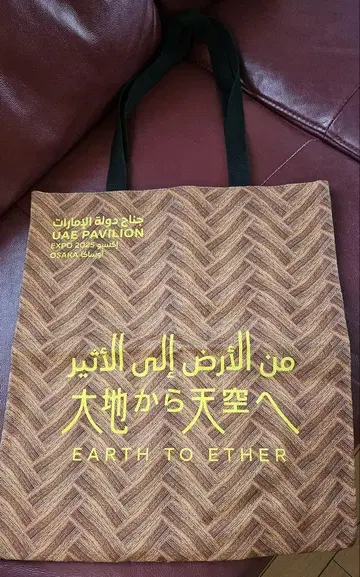 جناح دولة الإمارات
UAE PAVILION
EXPO 2025 إكسبو
OSAKA أوساكا
من الأرض إلى الأثير
大地から天空へ
EARTH TO ETHER